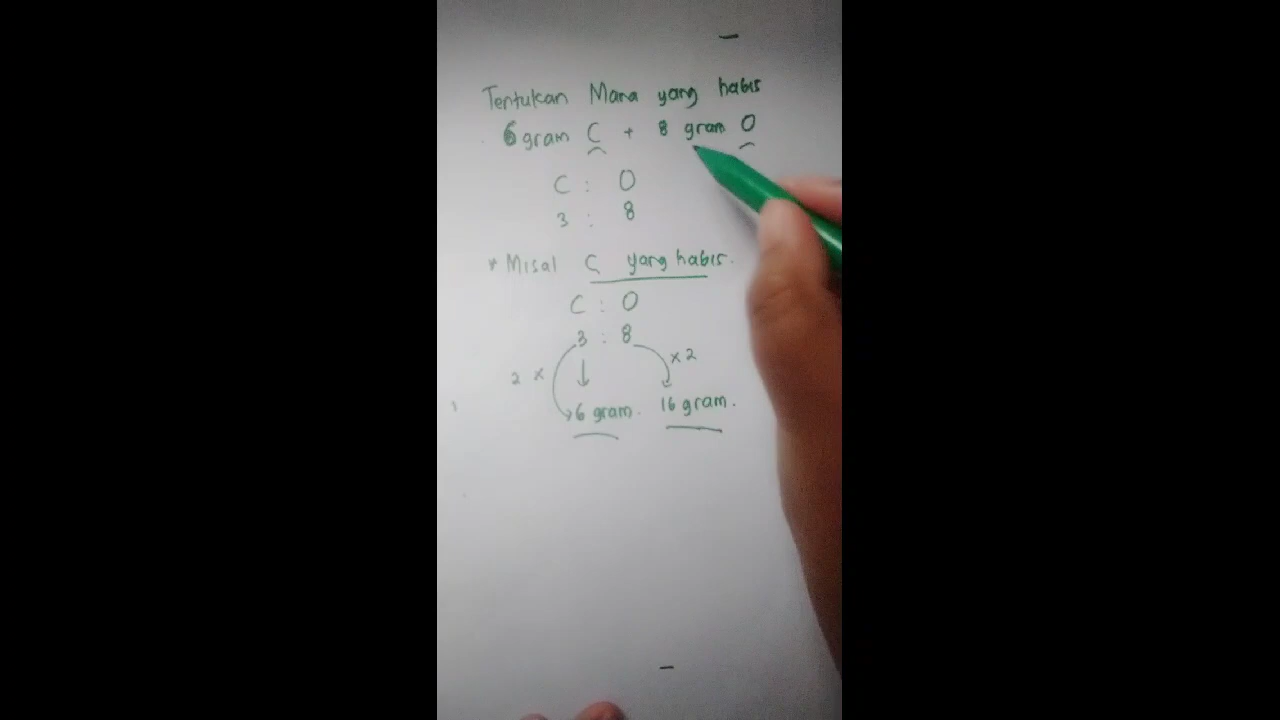 Tentukan Mana yang habis
6 gram C + 8 gram O
C : O
3 : 8
* Misal C yang habis.
C : O
3 : 8
2 x
x 2
6 gram. 16 gram.